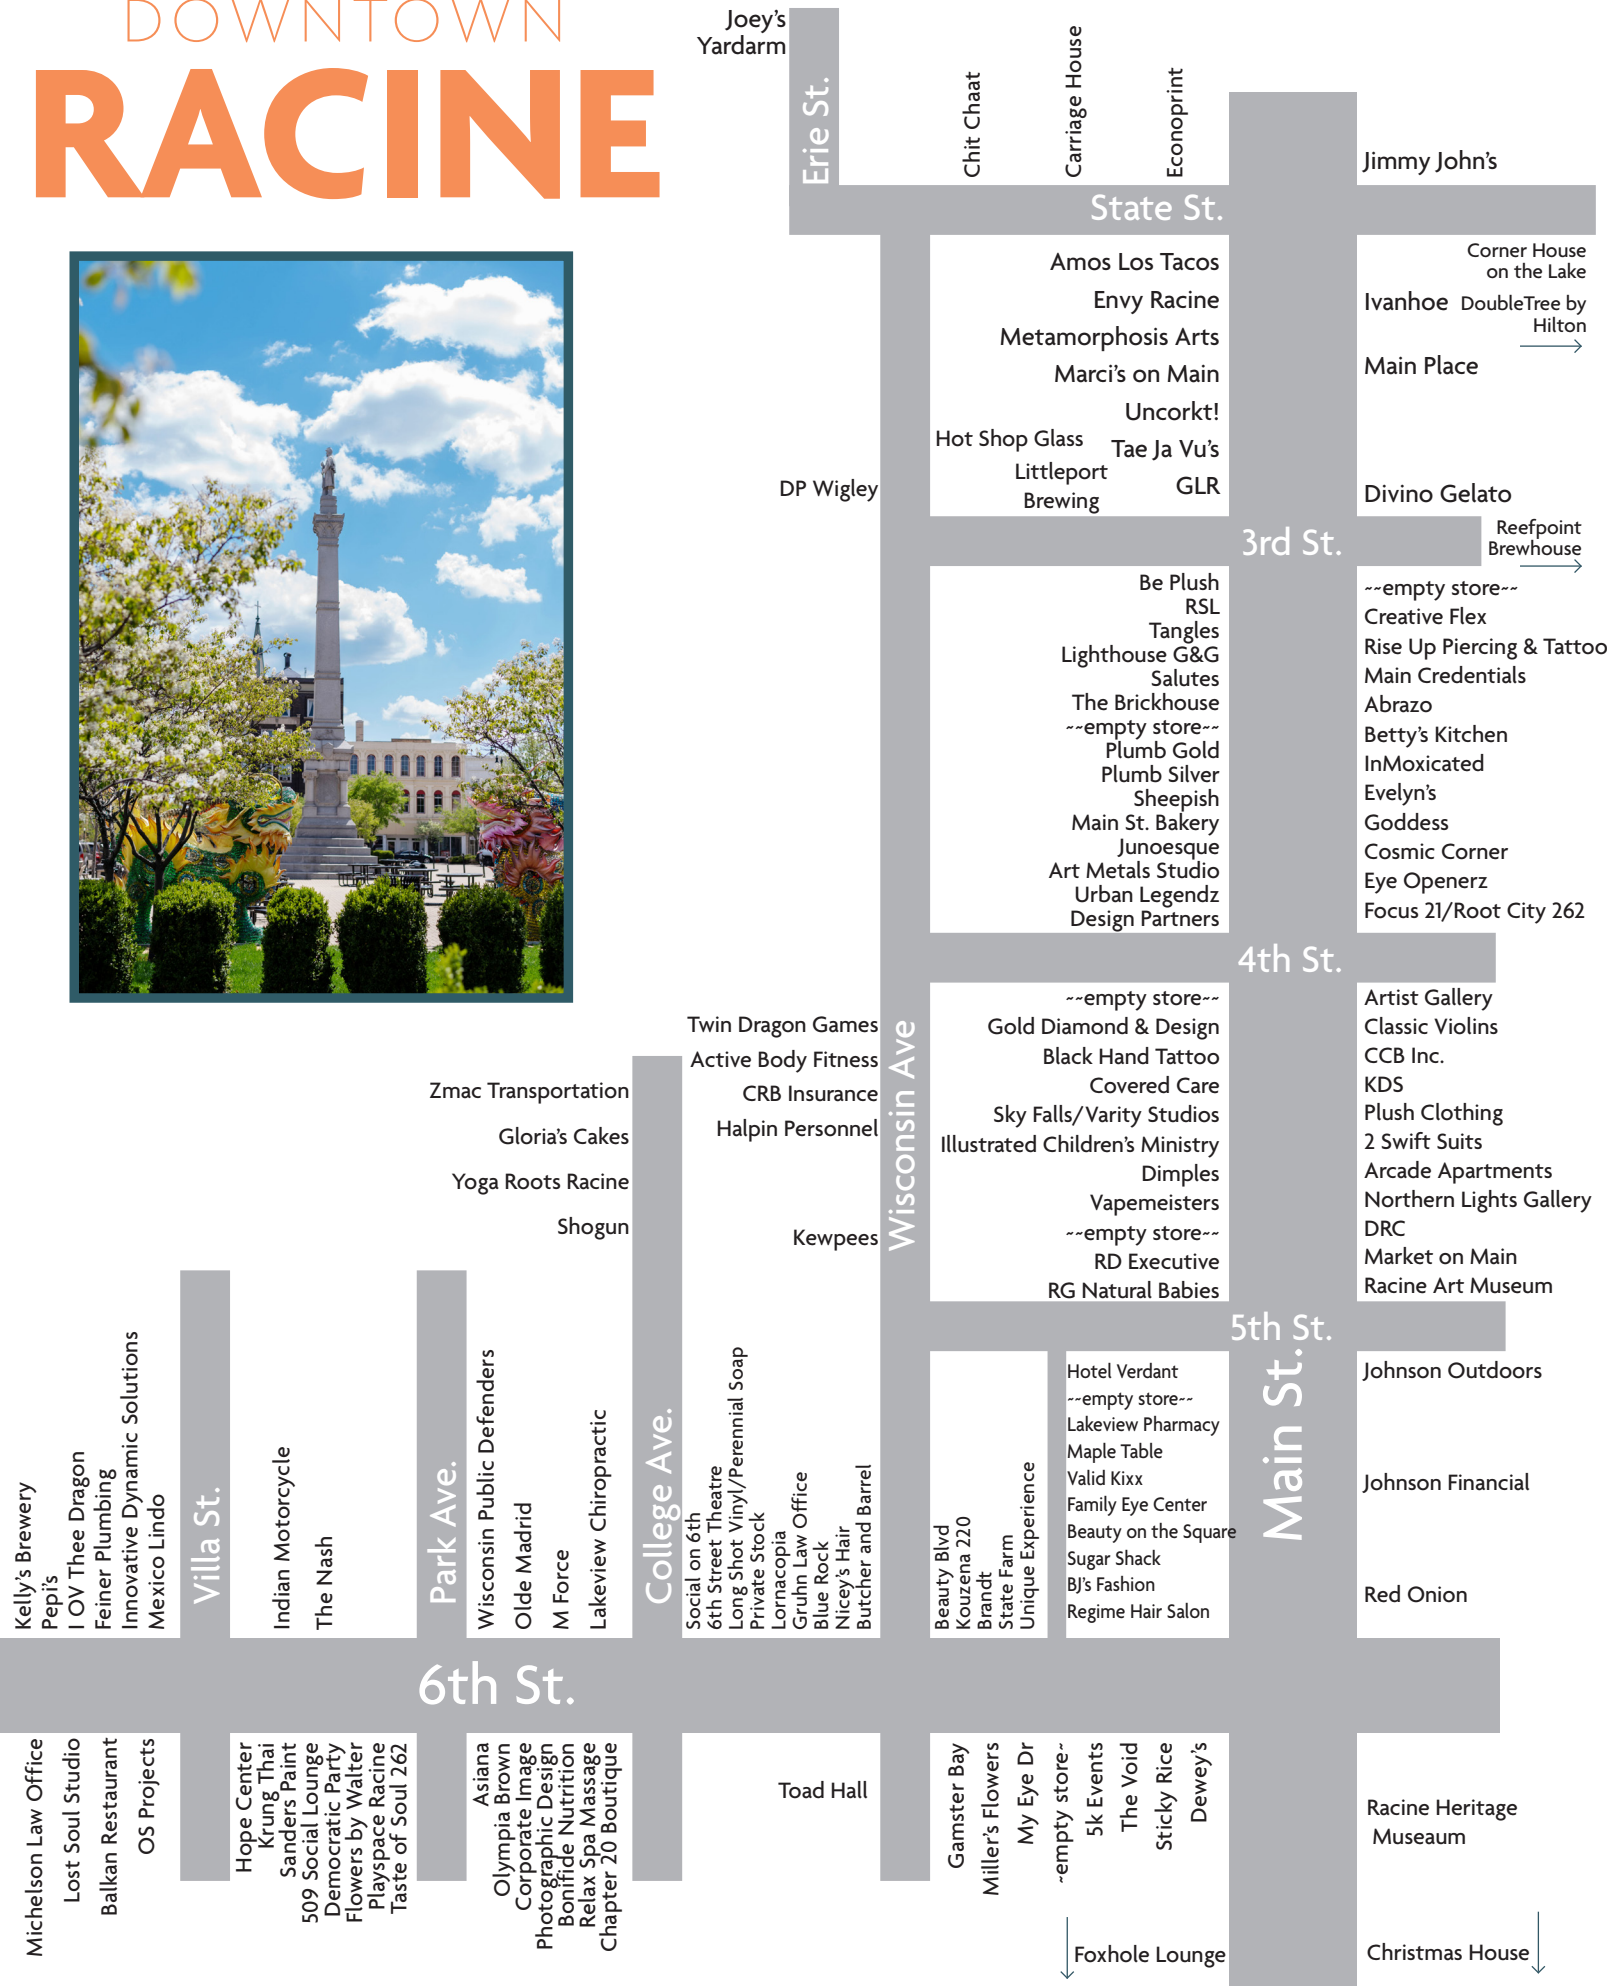 DOWNTOWN
RACINE
Joey's
Yardarm
Erie St.
Chit Chaat
Carriage House
Econoprint
Jimmy John's
State St.
Amos Los Tacos
Envy Racine
Metamorphosis Arts
Marci's on Main
Uncorkt!
Hot Shop Glass
Tae Ja Vu's
Littleport
Brewing
GLR
DP Wigley
Corner House
on the Lake
Ivanhoe
DoubleTree by
Hilton
Main Place
Divino Gelato
3rd St.
Reefpoint
Brewhouse
Be Plush
RSL
Tangles
Lighthouse G&G
Salutes
The Brickhouse
~~empty store~~
Plumb Gold
Plumb Silver
Sheepish
Main St. Bakery
Junoesque
Art Metals Studio
Urban Legendz
Design Partners
~~empty store~~
Creative Flex
Rise Up Piercing & Tattoo
Main Credentials
Abrazo
Betty's Kitchen
InMoxicated
Evelyn's
Goddess
Cosmic Corner
Eye Openerz
Focus 21/Root City 262
4th St.
Twin Dragon Games
Active Body Fitness
CRB Insurance
Halpin Personnel
Kewpees
Wisconsin Ave
~~empty store~~
Gold Diamond & Design
Black Hand Tattoo
Covered Care
Sky Falls/Varity Studios
Illustrated Children's Ministry
Dimples
Vapemeisters
~~empty store~~
RD Executive
RG Natural Babies
Artist Gallery
Classic Violins
CCB Inc.
KDS
Plush Clothing
2 Swift Suits
Arcade Apartments
Northern Lights Gallery
DRC
Market on Main
Racine Art Museum
Zmac Transportation
Gloria's Cakes
Yoga Roots Racine
Shogun
5th St.
Main St.
Hotel Verdant
~~empty store~~
Lakeview Pharmacy
Maple Table
Valid Kixx
Family Eye Center
Beauty on the Square
Sugar Shack
BJ's Fashion
Regime Hair Salon
Johnson Outdoors
Johnson Financial
Red Onion
Kelly's Brewery
Pepi's
I OV Thee Dragon
Feiner Plumbing
Innovative Dynamic Solutions
Mexico Lindo
Villa St.
Indian Motorcycle
The Nash
Park Ave.
Wisconsin Public Defenders
Olde Madrid
M Force
Lakeview Chiropractic
College Ave.
Social on 6th
6th Street Theatre
Long Shot Vinyl/Perennial Soap
Private Stock
Lornacopia
Gruhn Law Office
Blue Rock
Nicey's Hair
Butcher and Barrel
Beauty Blvd
Kouzena 220
Brandt
State Farm
Unique Experience
6th St.
Michelson Law Office
Lost Soul Studio
Balkan Restaurant
OS Projects
Hope Center
Krung Thai
Sanders Paint
509 Social Lounge
Democratic Party
Flowers by Walter
Playspace Racine
Taste of Soul 262
Asiana
Olympia Brown
Corporate Image
Photographic Design
Bonifide Nutrition
Relax Spa Massage
Chapter 20 Boutique
Toad Hall
Gamster Bay
Miller's Flowers
My Eye Dr
~empty store~
5k Events
The Void
Sticky Rice
Dewey's
Racine Heritage
Museaum
Foxhole Lounge
Christmas House